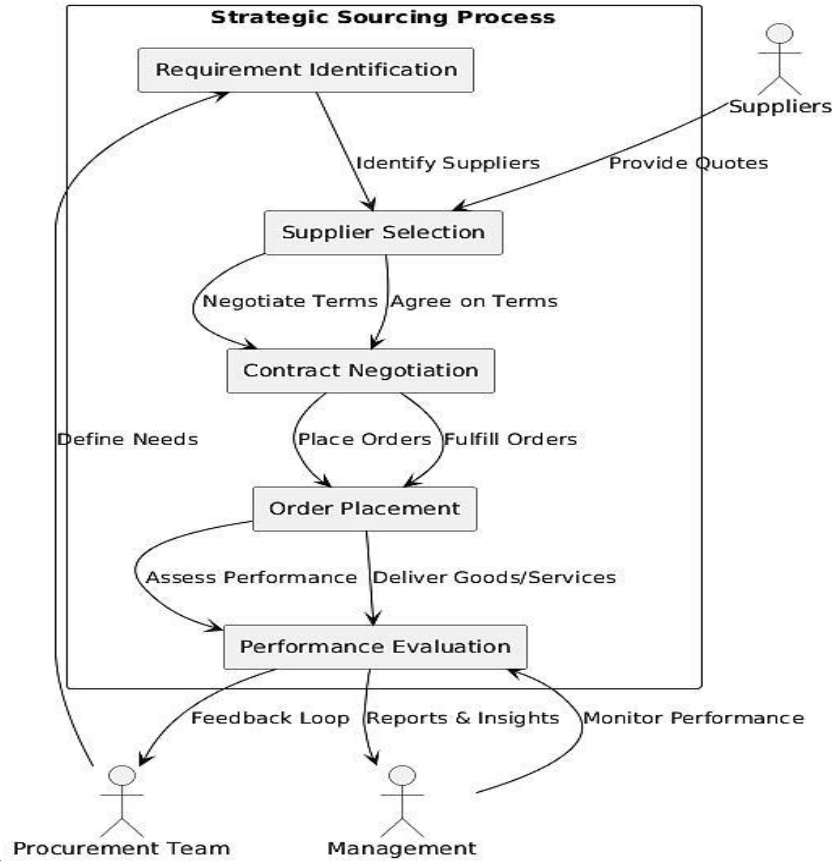 Strategic Sourcing Process
Requirement Identification
Suppliers
Identify Suppliers
Provide Quotes
Supplier Selection
Negotiate Terms
Agree on Terms
Contract Negotiation
Define Needs
Place Orders
Fulfill Orders
Order Placement
Assess Performance
Deliver Goods/Services
Performance Evaluation
Feedback Loop
Reports & Insights
Monitor Performance
Procurement Team
Management